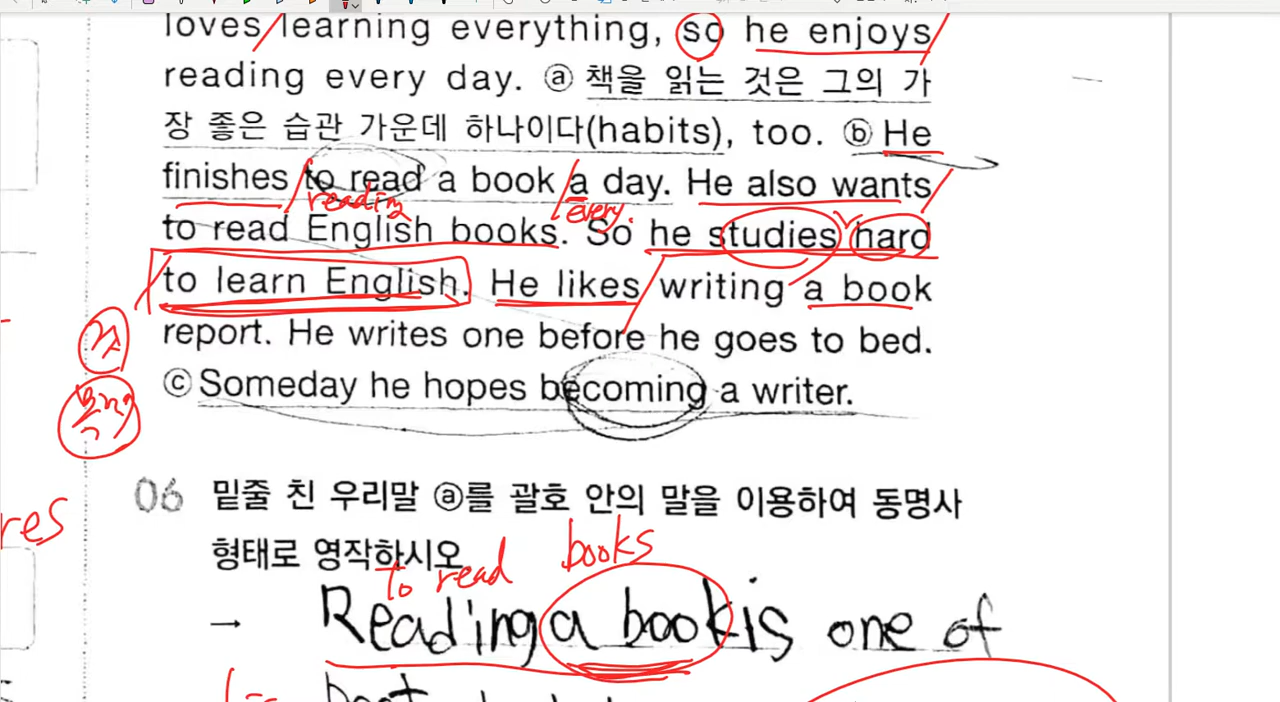 loves learning everything, so he enjoys
reading every day. ⓐ 책을 읽는 것은 그의 가
장 좋은 습관 가운데 하나이다(habits), too. ⓑ He
finishes to read a book a day. He also wants
reading every.
to read English books. So he studies hard
to learn English. He likes writing a book
report. He writes one before he goes to bed.
ⓒ Someday he hopes becoming a writer.
06 밑줄 친 우리말 ⓐ를 괄호 안의 말을 이용하여 동명사
res
형태로 영작하시오
to read books
→ Reading a book is one of